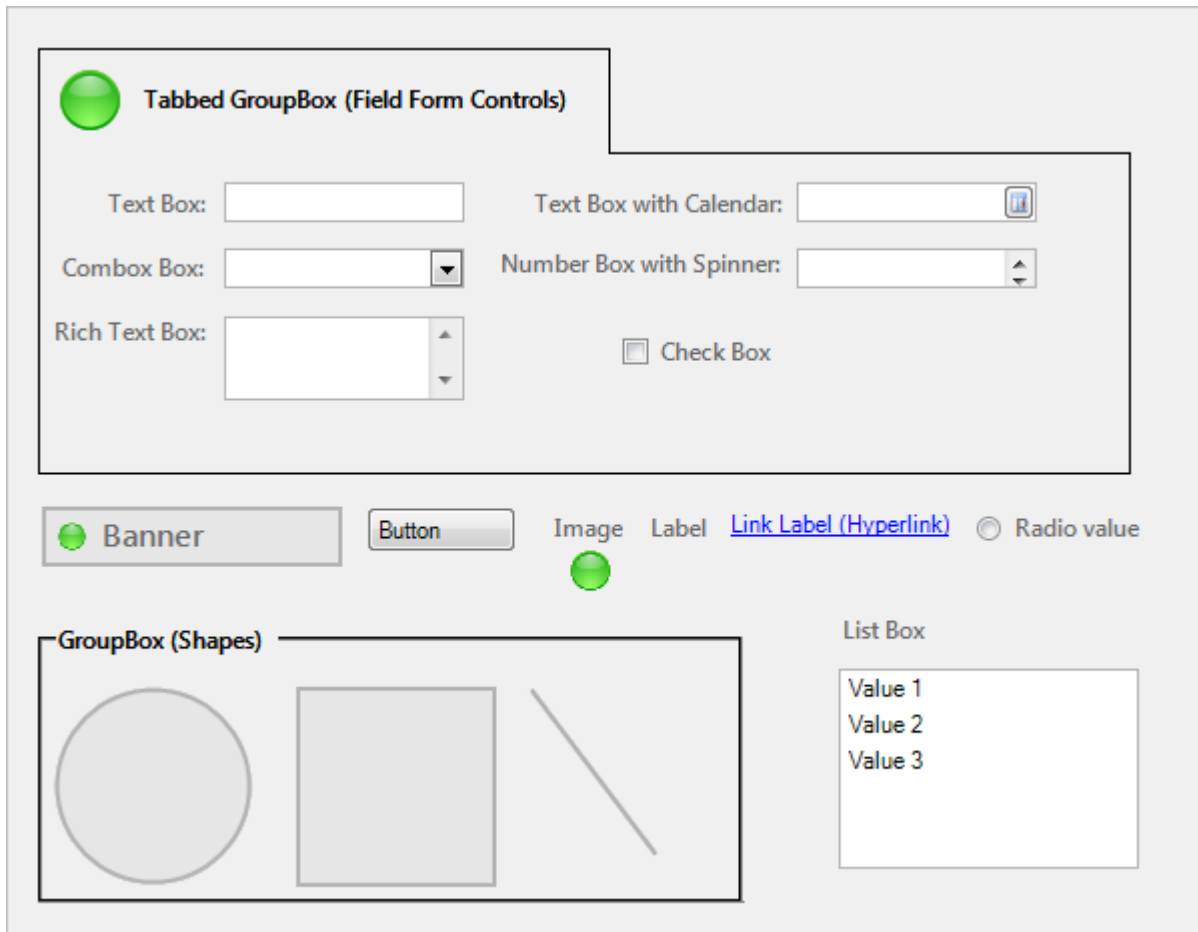 Tabbed GroupBox (Field Form Controls)
Text Box:
Text Box with Calendar:
Combox Box:
Number Box with Spinner:
Rich Text Box:
Check Box
Banner
Button
Image
Label
Link Label (Hyperlink)
Radio value
GroupBox (Shapes)
List Box
Value 1
Value 2
Value 3